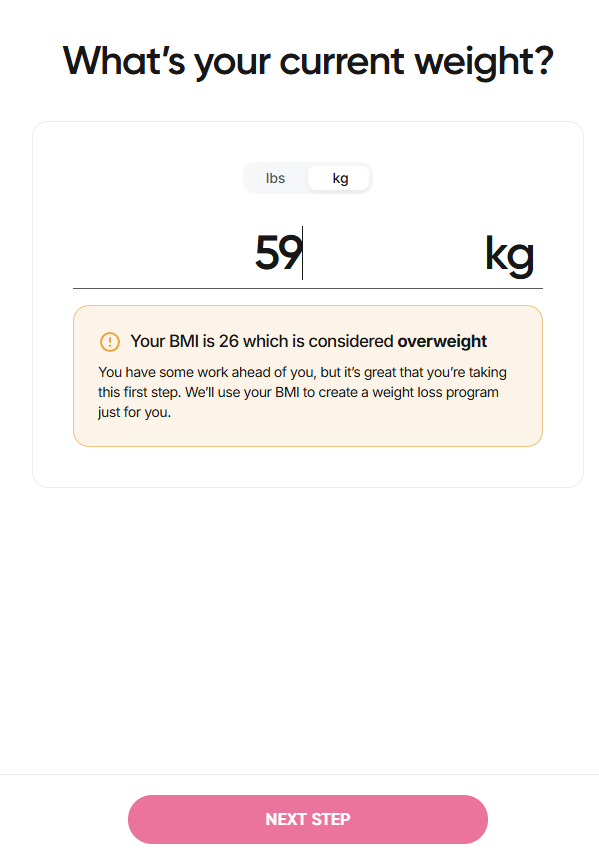 What’s your current weight?
lbs kg
59 kg
Your BMI is 26 which is considered overweight
You have some work ahead of you, but it’s great that you’re taking
this first step. We’ll use your BMI to create a weight loss program
just for you.
NEXT STEP